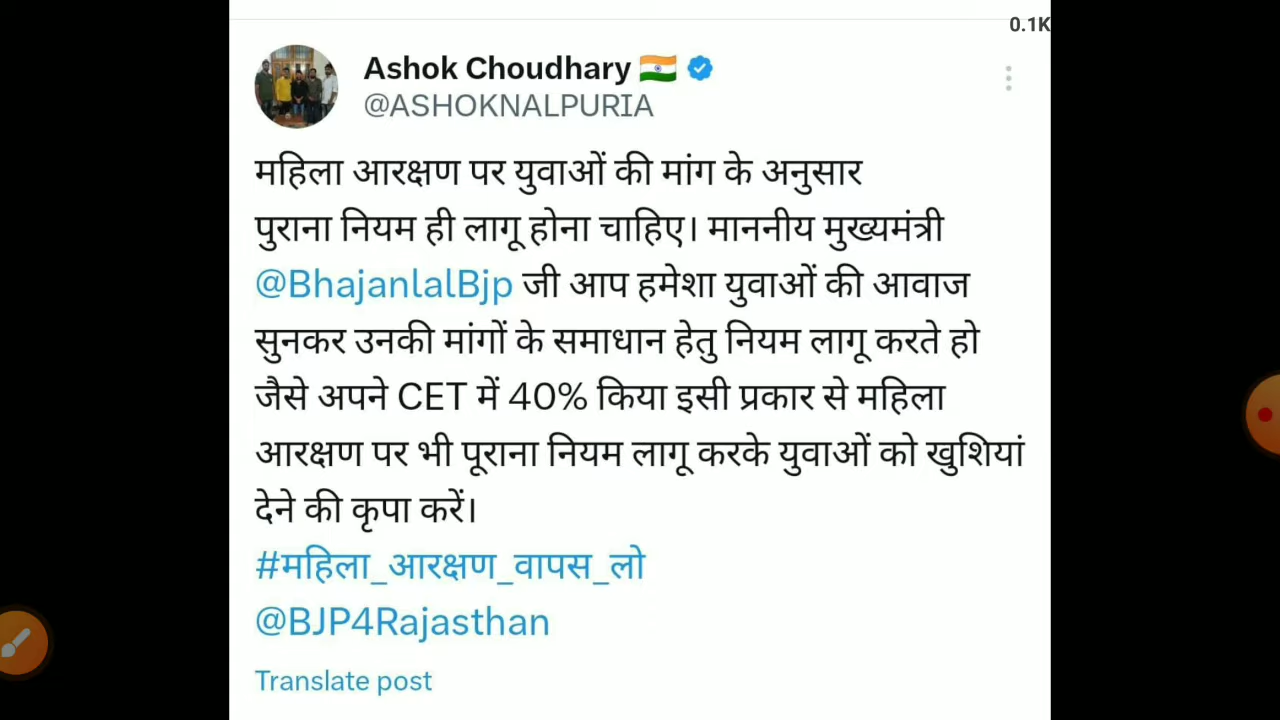 0.1K
Ashok Choudhary 🇮🇳
@ASHOKNALPURIA
महिला आरक्षण पर युवाओं की मांग के अनुसार
पुराना नियम ही लागू होना चाहिए। माननीय मुख्यमंत्री
@BhajanlalBjp जी आप हमेशा युवाओं की आवाज
सुनकर उनकी मांगों के समाधान हेतु नियम लागू करते हो
जैसे अपने CET में 40% किया इसी प्रकार से महिला
आरक्षण पर भी पूराना नियम लागू करके युवाओं को खुशियां
देने की कृपा करें।
#महिला_आरक्षण_वापस_लो
@BJP4Rajasthan
Translate post